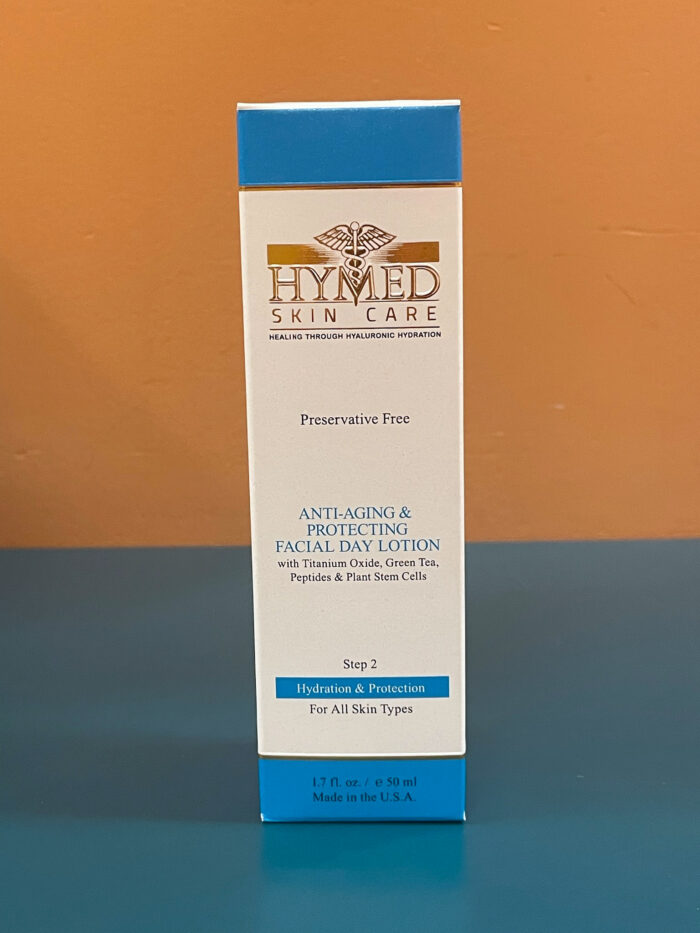 HYMED
SKIN CARE
HEALING THROUGH HYALURONIC HYDRATION
Preservative Free
ANTI-AGING &
PROTECTING
FACIAL DAY LOTION
with Titanium Oxide, Green Tea,
Peptides & Plant Stem Cells
Step 2
Hydration & Protection
For All Skin Types
1.7 fl. oz. / ℮ 50 ml
Made in the U.S.A.